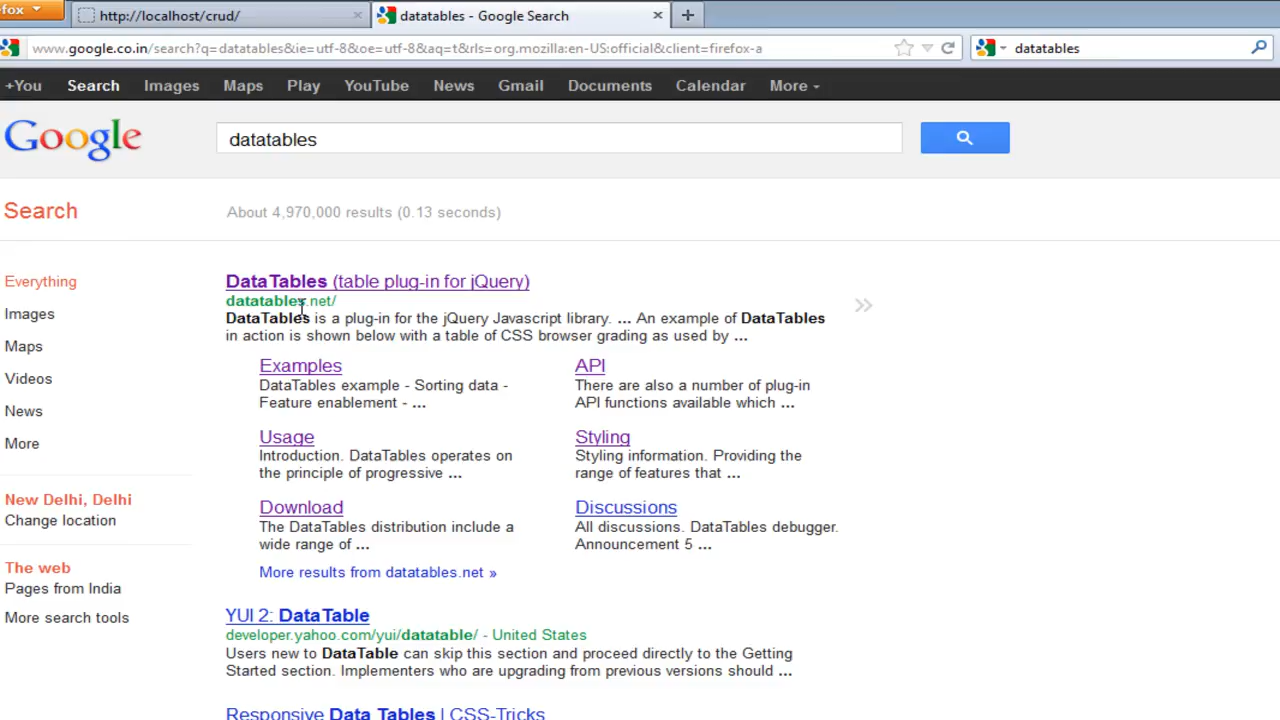 fox
http://localhost/crud/
datatables - Google Search
www.google.co.in/search?q=datatables&ie=utf-8&oe=utf-8&aq=t&rls=org.mozilla:en-US:official&client=firefox-a
datatables
+You Search Images Maps Play YouTube News Gmail Documents Calendar More
Google
datatables
Search
About 4,970,000 results (0.13 seconds)
Everything
Images
Maps
Videos
News
More
New Delhi, Delhi
Change location
The web
Pages from India
More search tools
DataTables (table plug-in for jQuery)
datatables.net/
DataTables is a plug-in for the jQuery Javascript library. ... An example of DataTables
in action is shown below with a table of CSS browser grading as used by ...
Examples
DataTables example - Sorting data -
Feature enablement - ...
API
There are also a number of plug-in
API functions available which ...
Usage
Introduction. DataTables operates on
the principle of progressive ...
Styling
Styling information. Providing the
range of features that ...
Download
The DataTables distribution include a
wide range of ...
Discussions
All discussions. DataTables debugger.
Announcement 5 ...
More results from datatables.net »
YUI 2: DataTable
developer.yahoo.com/yui/datatable/ - United States
Users new to DataTable can skip this section and proceed directly to the Getting
Started section. Implementers who are upgrading from previous versions should ...
Responsive Data Tables | CSS-Tricks